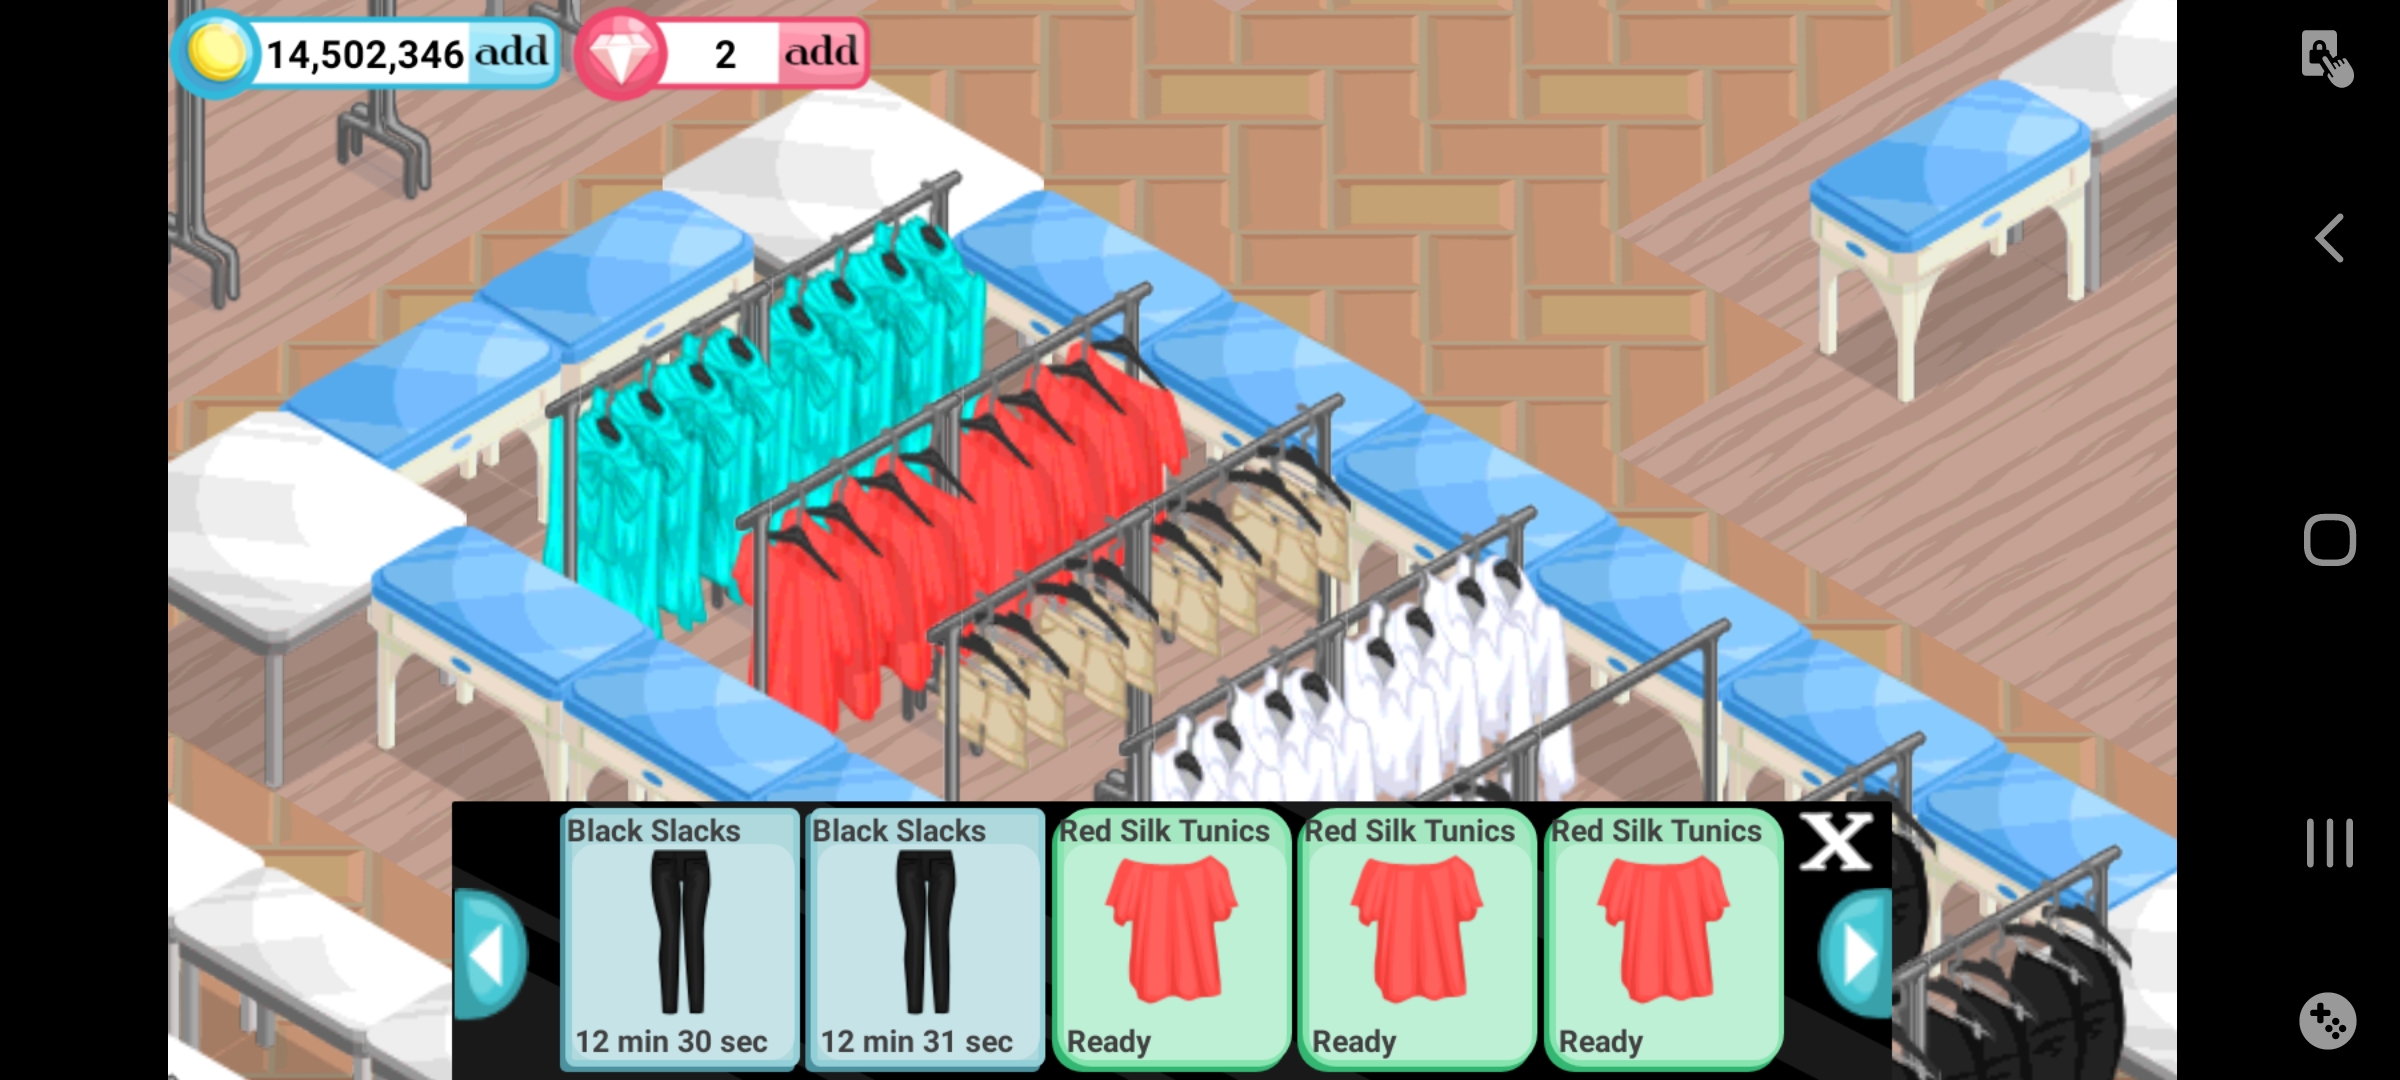 14,502,346 add 2 add
Black Slacks Black Slacks Red Silk Tunics Red Silk Tunics Red Silk Tunics X
12 min 30 sec 12 min 31 sec Ready Ready Ready